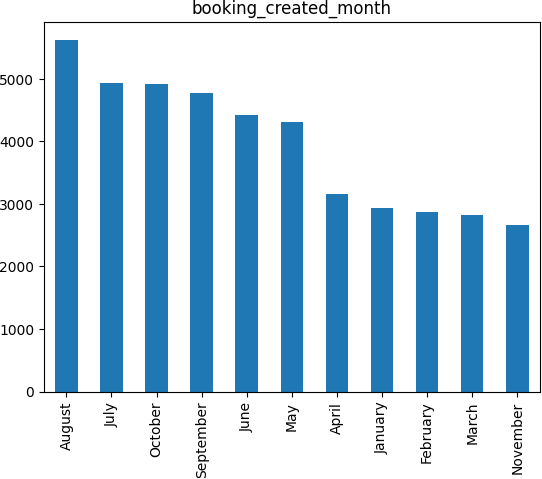 booking_created_month
5000
4000
3000
2000
1000
0
August
July
October
September
June
May
April
January
February
March
November